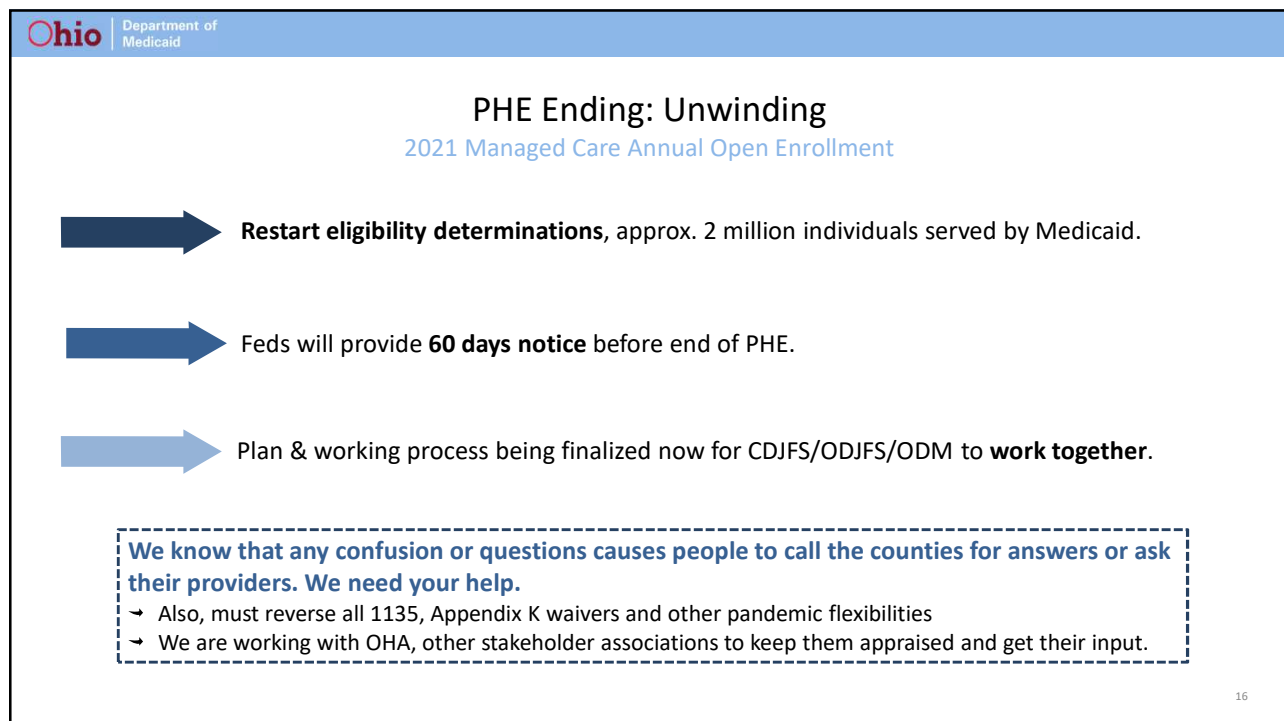 Ohio Department of
Medicaid
PHE Ending: Unwinding
2021 Managed Care Annual Open Enrollment
Restart eligibility determinations, approx. 2 million individuals served by Medicaid.
Feds will provide 60 days notice before end of PHE.
Plan & working process being finalized now for CDJFS/ODJFS/ODM to work together.
We know that any confusion or questions causes people to call the counties for answers or ask
their providers. We need your help.
→ Also, must reverse all 1135, Appendix K waivers and other pandemic flexibilities
→ We are working with OHA, other stakeholder associations to keep them appraised and get their input.
16